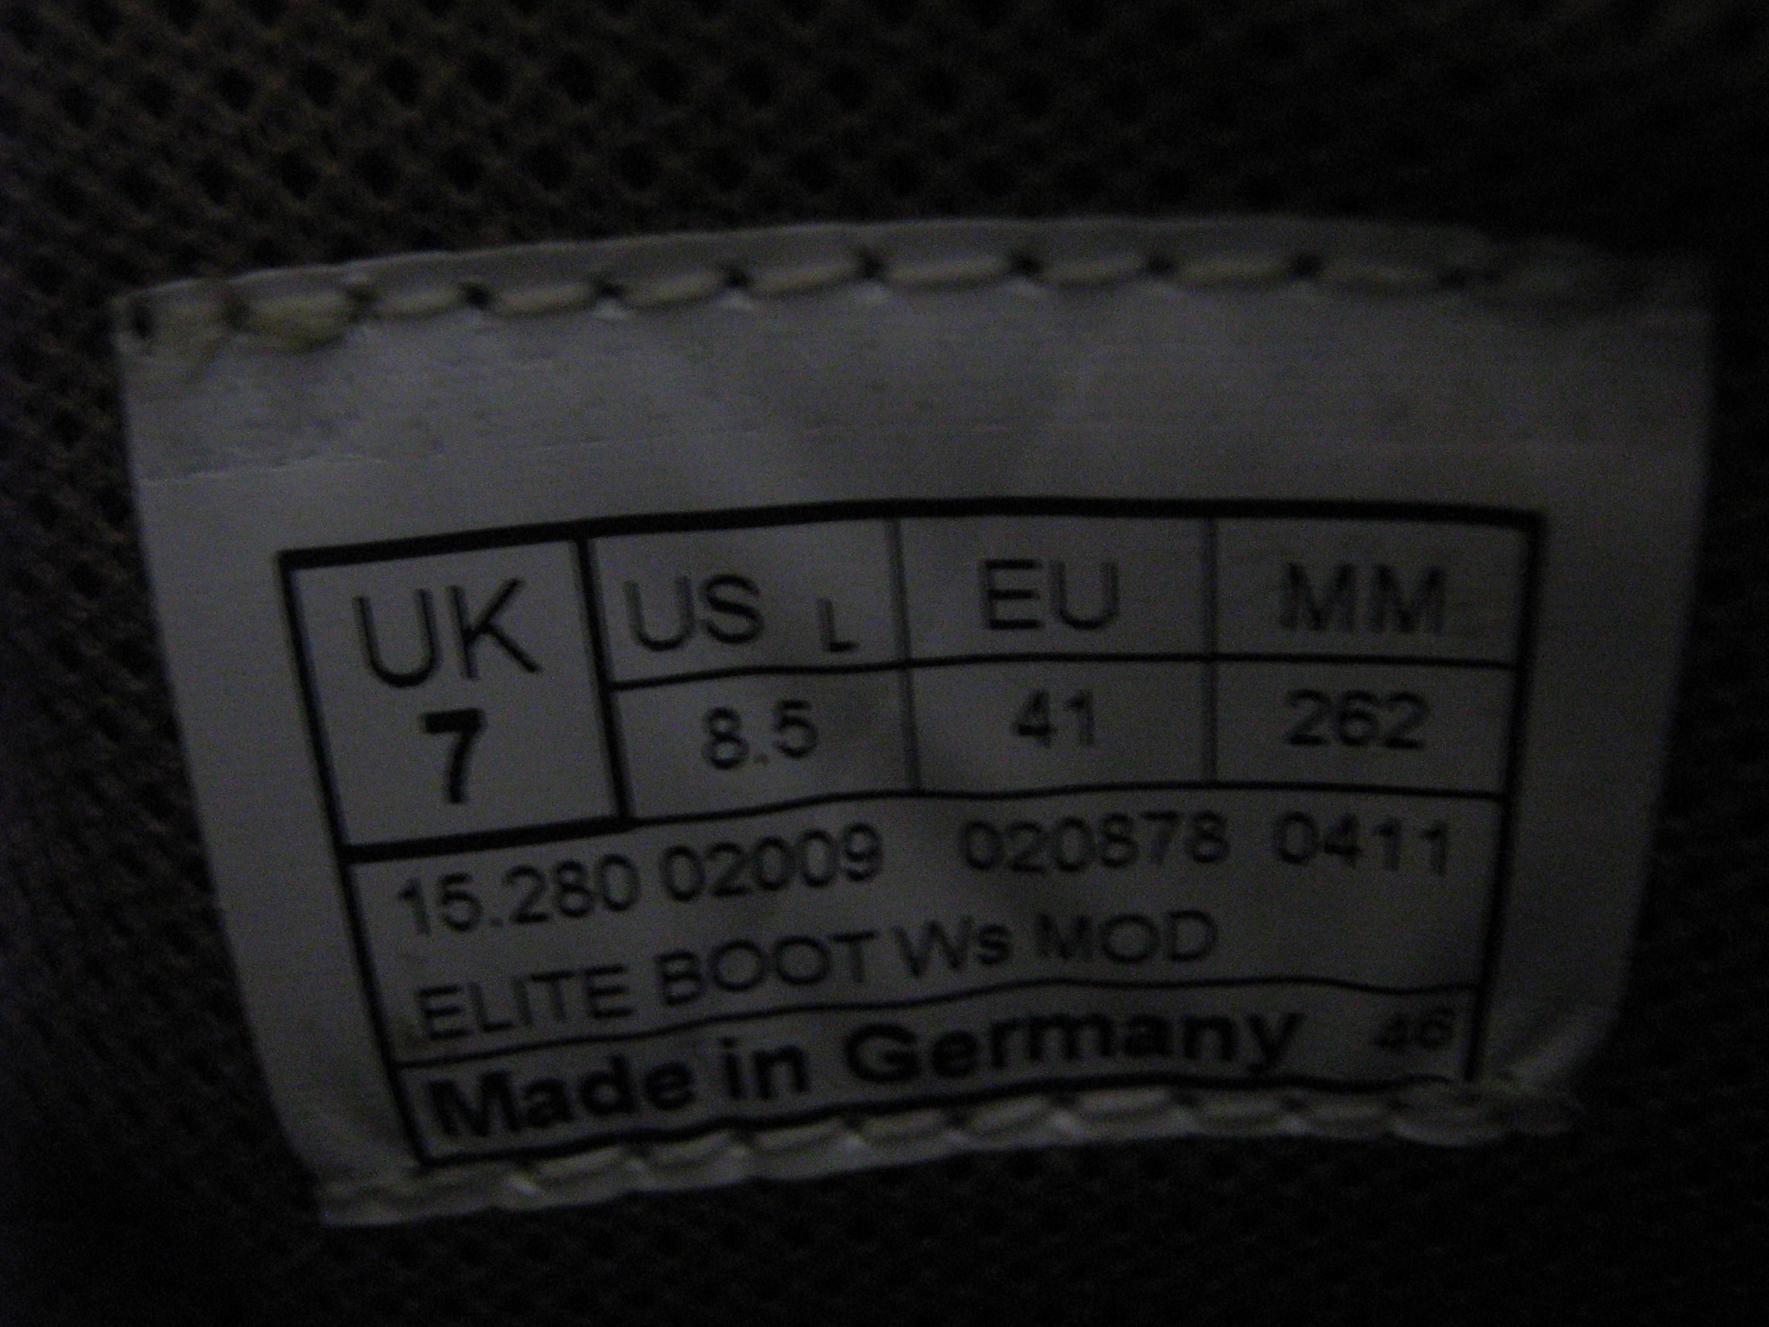 UK US L EU MM
7 8.5 41 262
15.280 02009 020878 0411
ELITE BOOT Ws MOD
Made in Germany 46